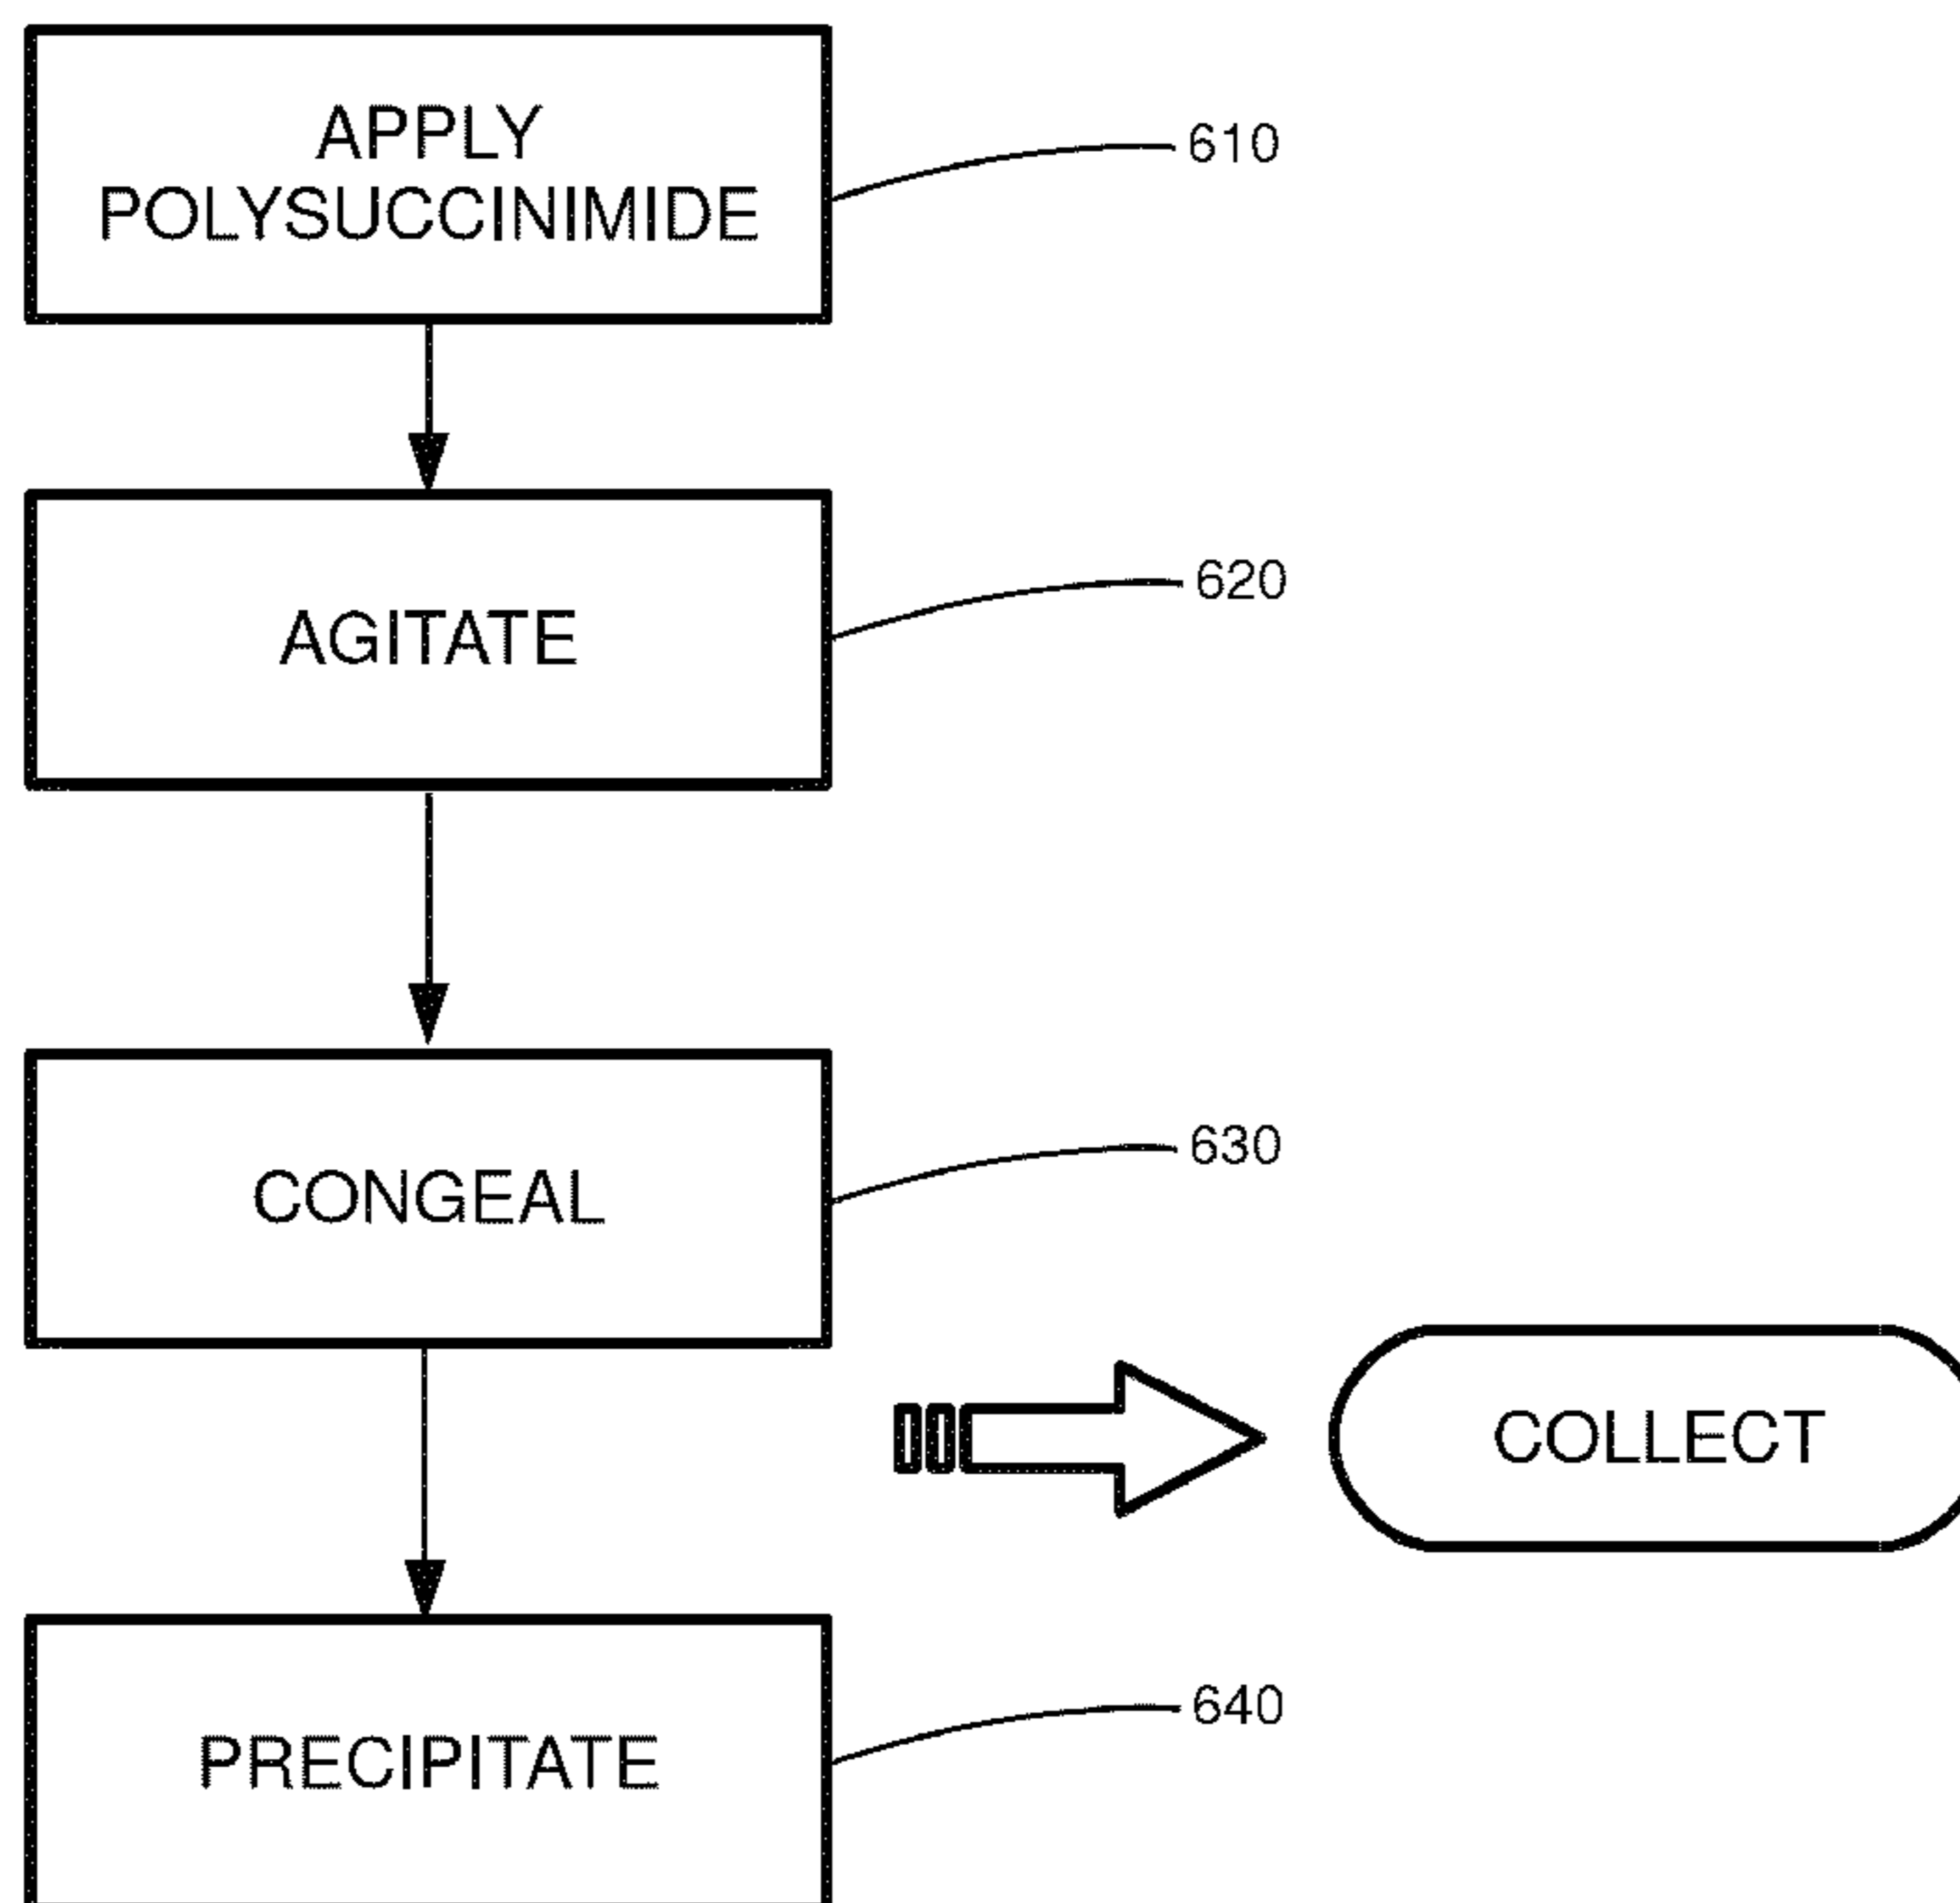 APPLY
POLYSUCCINIMIDE
610
AGITATE
620
CONGEAL
630
COLLECT
PRECIPITATE
640